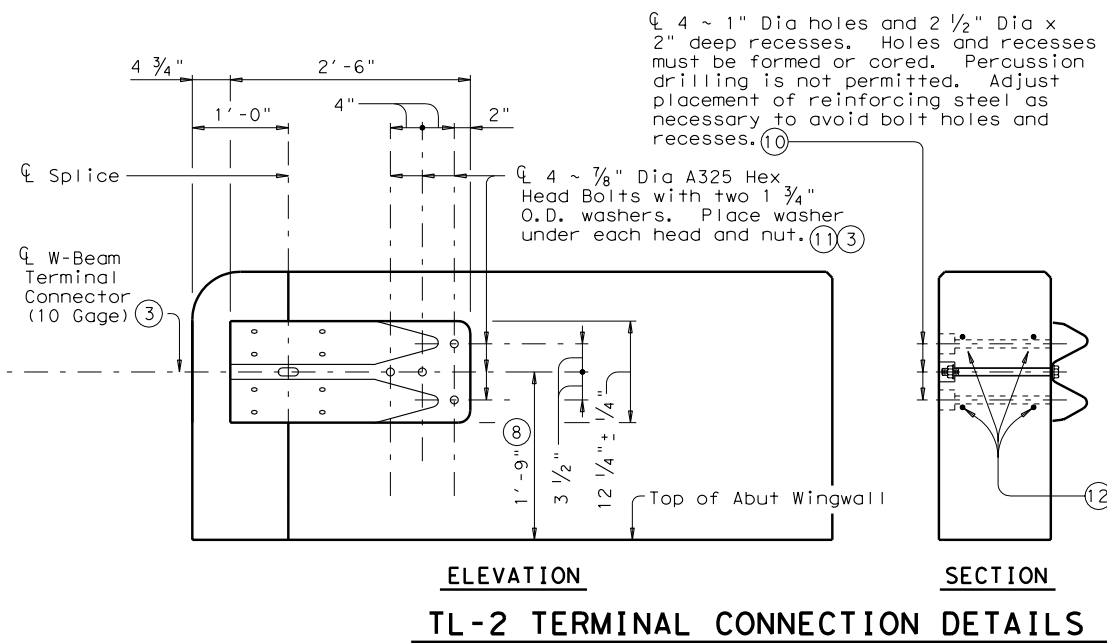 ℄ 4 ~ 1" Dia holes and 2 ½" Dia x
2" deep recesses. Holes and recesses
must be formed or cored. Percussion
drilling is not permitted. Adjust
placement of reinforcing steel as
necessary to avoid bolt holes and
recesses. ⑩
4 ¾"
2'-6"
4"
1'-0"
2"
℄ Splice
℄ 4 ~ ⅞" Dia A325 Hex
Head Bolts with two 1 ¾"
O.D. washers. Place washer
under each head and nut. ⑪ ③
℄ W-Beam
Terminal
Connector
(10 Gage) ③
1'-9" ⑧
3 ½"
12 ¼" ± ¼"
Top of Abut Wingwall
⑫
ELEVATION
SECTION
TL-2 TERMINAL CONNECTION DETAILS